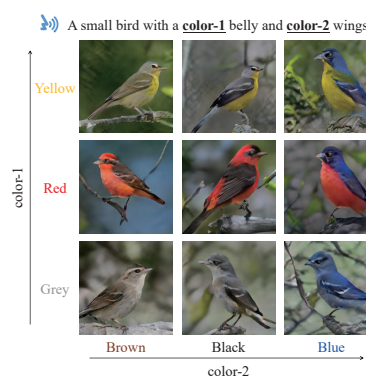 A small bird with a color-1 belly and color-2 wings
Yellow
Red
Grey
color-1
Brown Black Blue
color-2